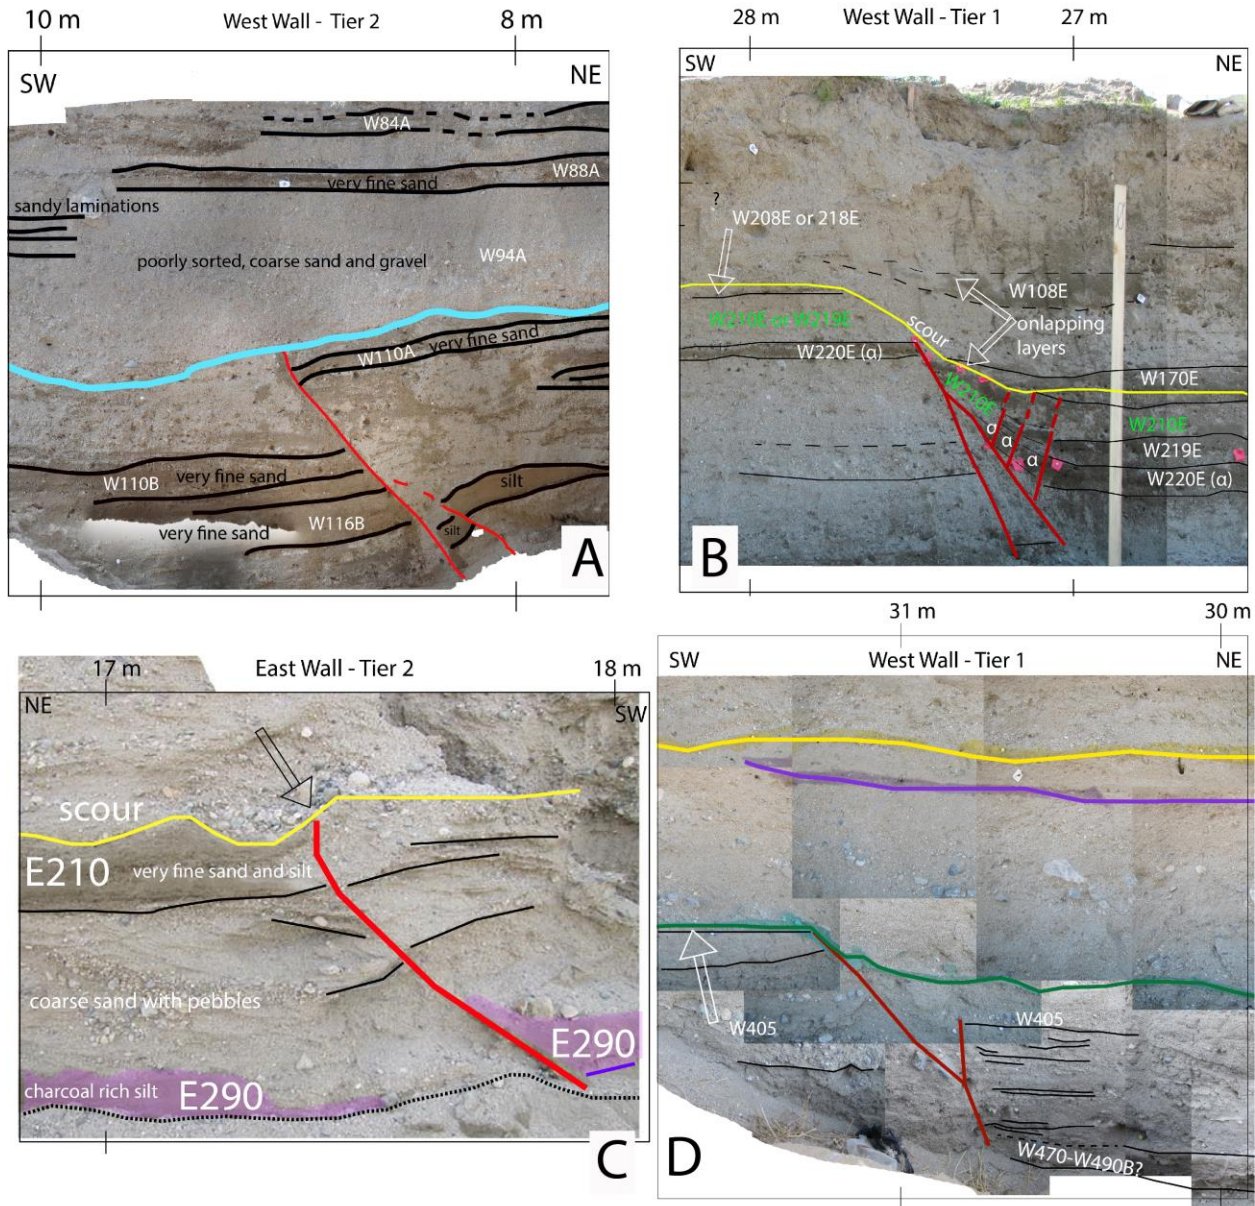 10 m
West Wall - Tier 2
8 m
SW
NE
W84A
W88A
very fine sand
sandy laminations
poorly sorted, coarse sand and gravel
W94A
W110A
very fine sand
W110B
very fine sand
silt
W116B
very fine sand
silt
A
28 m
West Wall - Tier 1
27 m
SW
NE
?
W208E or 218E
W108E
onlapping
layers
W210E or W219E
scour
W220E (α)
W170E
W210E
W210E
W219E
α
α
α
W220E (α)
B
17 m
East Wall - Tier 2
18 m
NE
SW
scour
E210
very fine sand and silt
coarse sand with pebbles
E290
charcoal rich silt
E290
C
31 m
30 m
SW
West Wall - Tier 1
NE
W405
W405
W470-W490B?
D